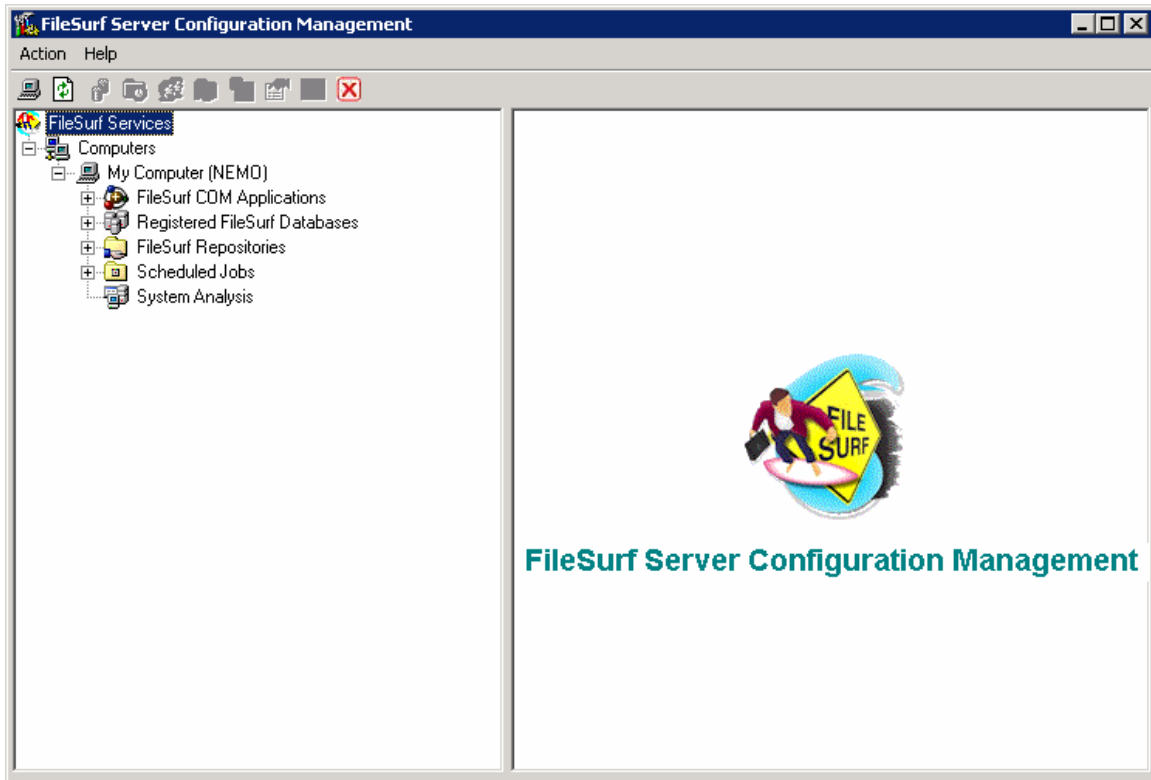 FileSurf Server Configuration Management
Action Help
FileSurf Services
Computers
My Computer (NEMO)
FileSurf COM Applications
Registered FileSurf Databases
FileSurf Repositories
Scheduled Jobs
System Analysis
FILE
SURF
FileSurf Server Configuration Management